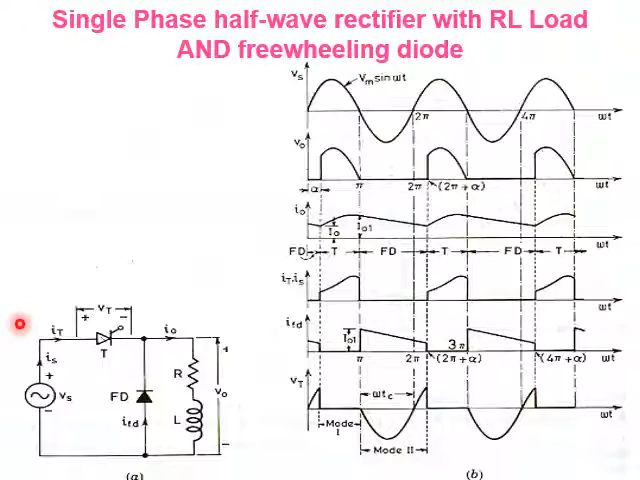 Single Phase half-wave rectifier with RL Load
AND freewheeling diode
vs
Vm sin ωt
2π
4π
ωt
vo
α
π
2π
(2π+α)
ωt
io
Io
Io1
ωt
FD
T
FD
T
FD
T
iT,is
ωt
ifd
Io1
π
2π
(2π+α)
3π
(4π+α)
ωt
vT
ωtc
ωt
Mode
I
Mode II
(b)
vT
+
−
iT
T
io
is
+
vs
−
FD
ifd
R
L
+
vo
−
(a)